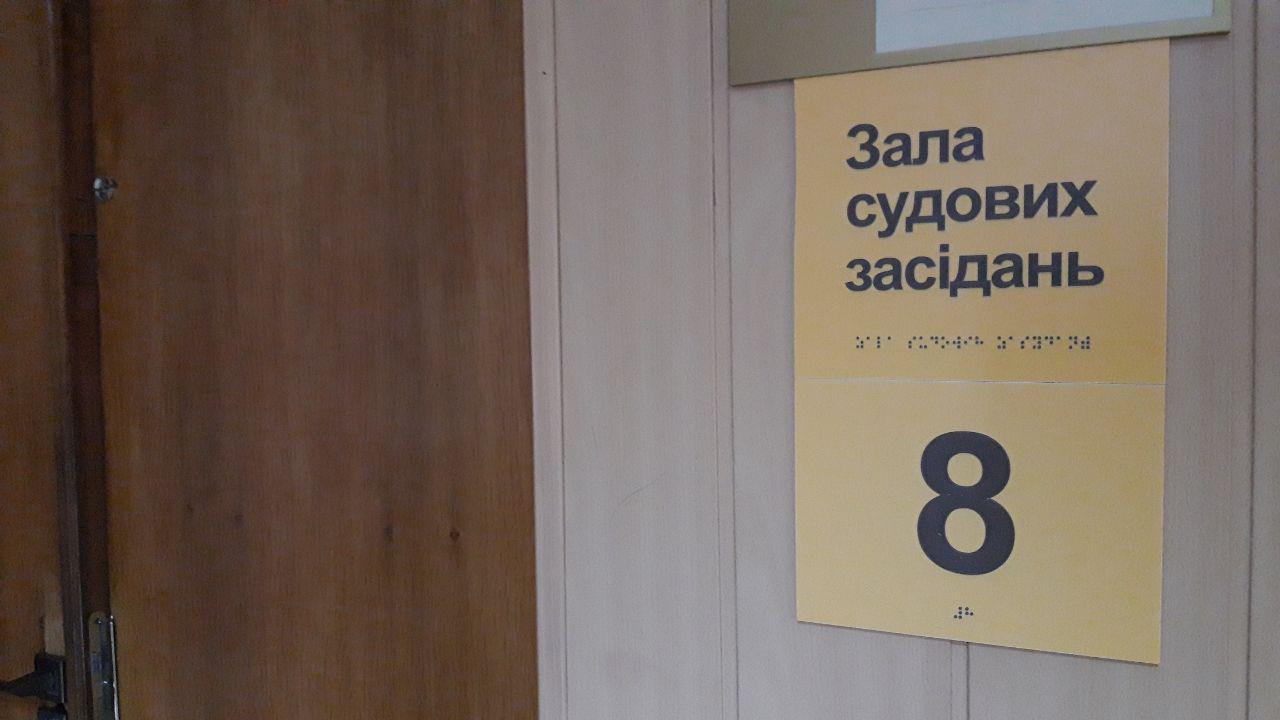 Зала
судових
засідань
⠵⠁⠇⠁ ⠎⠥⠙⠕⠺⠊⠓ ⠵⠁⠎⠽⠙⠁⠝⠾
8
⠼⠓